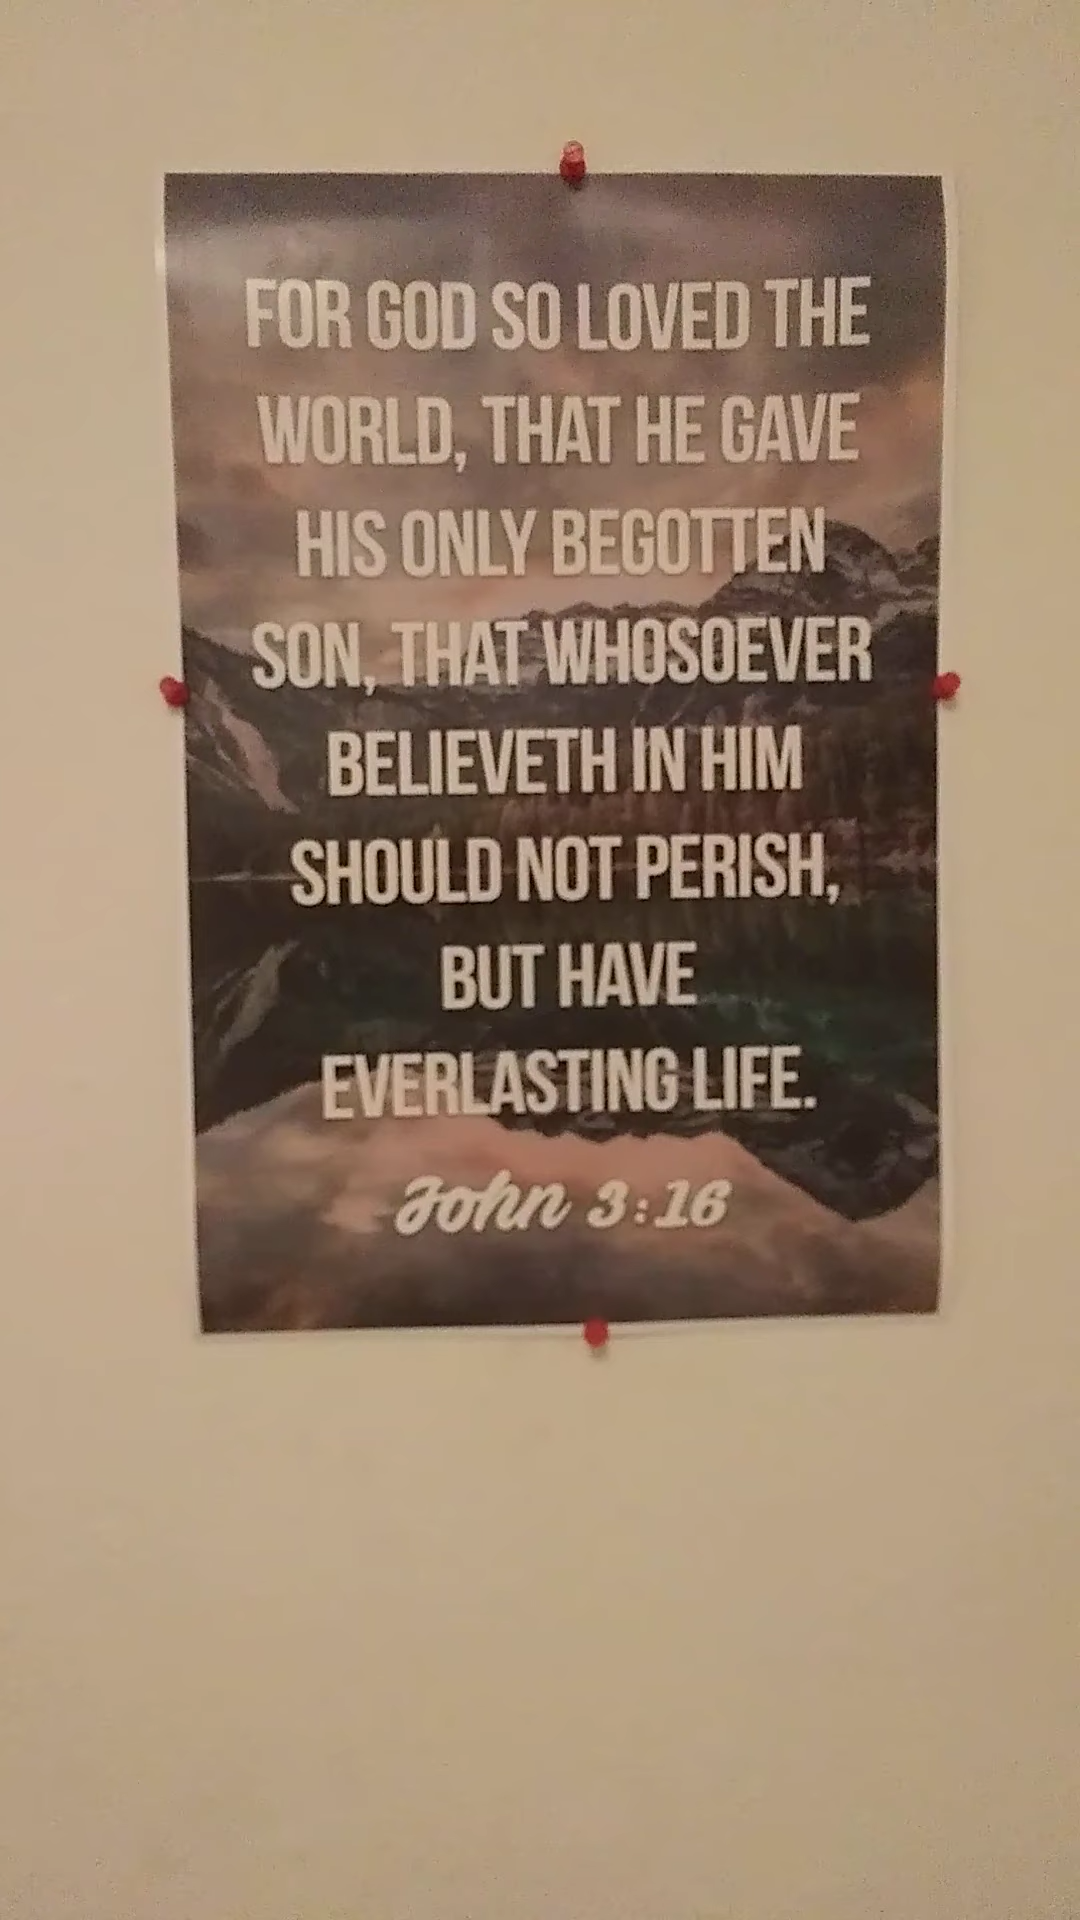 FOR GOD SO LOVED THE
WORLD, THAT HE GAVE
HIS ONLY BEGOTTEN
SON, THAT WHOSOEVER
BELIEVETH IN HIM
SHOULD NOT PERISH,
BUT HAVE
EVERLASTING LIFE.
John 3:16